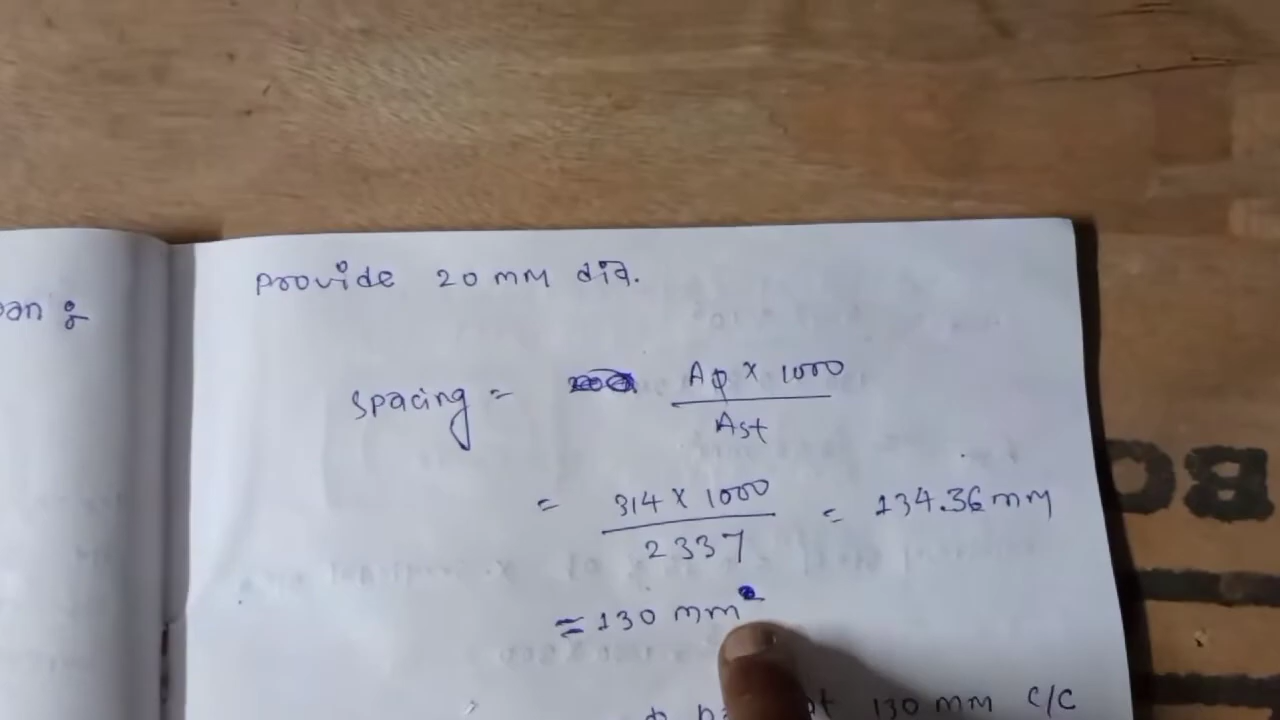 Provide 20 mm dia.
Spacing = Aϕ × 1000 / Ast
= 314 × 1000 / 2337 = 134.36 mm
≈ 130 mm
130 mm c/c